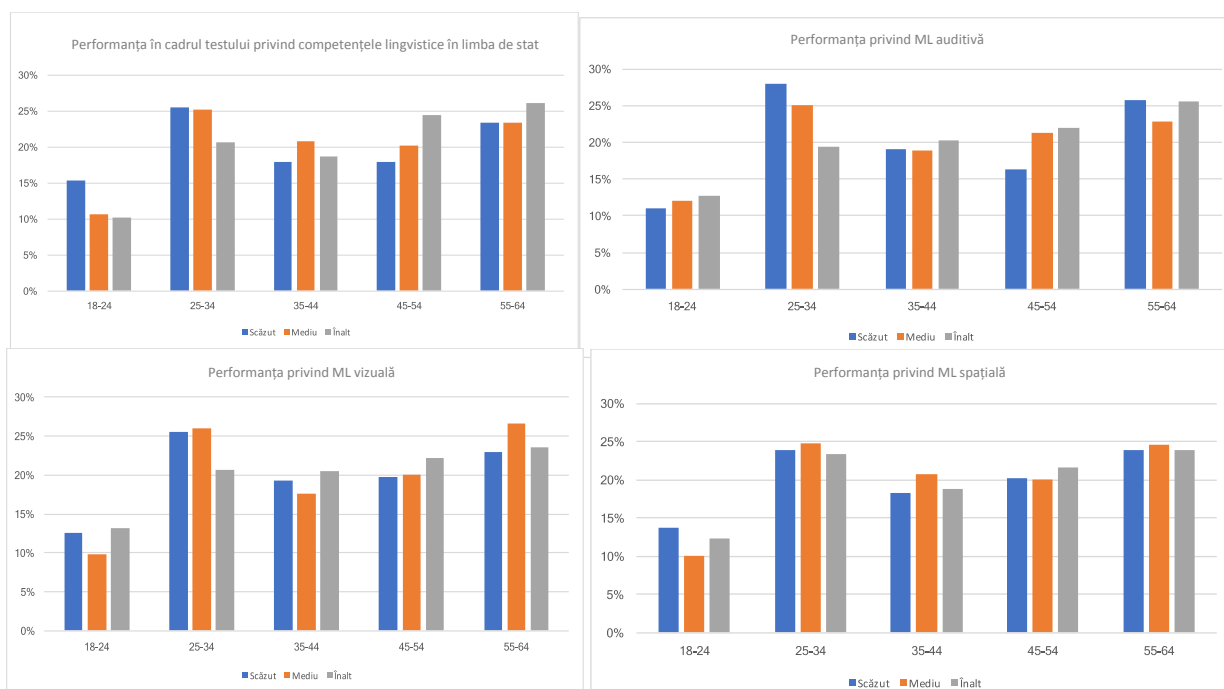 Performanța în cadrul testului privind competențele lingvistice în limba de stat
30%
25%
20%
15%
10%
5%
0%
18-24 25-34 35-44 45-54 55-64
Scăzut Mediu Înalt
Performanța privind ML auditivă
30%
25%
20%
15%
10%
5%
0%
18-24 25-34 35-44 45-54 55-64
Scăzut Mediu Înalt
Performanța privind ML vizuală
30%
25%
20%
15%
10%
5%
0%
18-24 25-34 35-44 45-54 55-64
Scăzut Mediu Înalt
Performanța privind ML spațială
30%
25%
20%
15%
10%
5%
0%
18-24 25-34 35-44 45-54 55-64
Scăzut Mediu Înalt